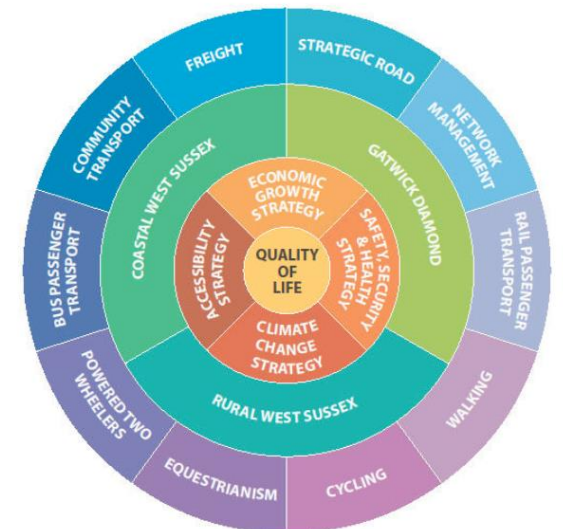 FREIGHT
STRATEGIC ROAD
NETWORK
MANAGEMENT
RAIL PASSENGER
TRANSPORT
WALKING
CYCLING
EQUESTRIANISM
POWERED TWO
WHEELERS
BUS PASSENGER
TRANSPORT
COMMUNITY
TRANSPORT
COASTAL WEST SUSSEX
GATWICK DIAMOND
RURAL WEST SUSSEX
ECONOMIC
GROWTH
STRATEGY
SAFETY, SECURITY
& HEALTH
STRATEGY
CLIMATE
CHANGE
STRATEGY
ACCESSIBILITY
STRATEGY
QUALITY
OF
LIFE